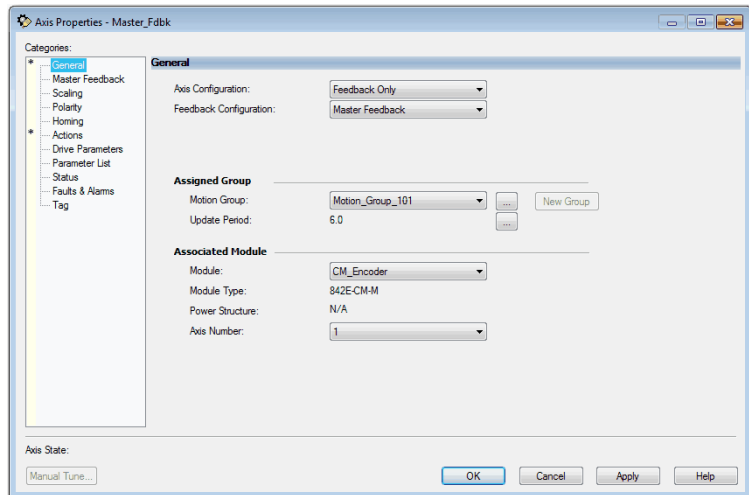 Axis Properties - Master_Fdbk
Categories:
* General
Master Feedback
Scaling
Polarity
Homing
* Actions
Drive Parameters
Parameter List
Status
Faults & Alarms
Tag
General
Axis Configuration: Feedback Only
Feedback Configuration: Master Feedback
Assigned Group
Motion Group: Motion_Group_101 ... New Group
Update Period: 6.0 ...
Associated Module
Module: CM_Encoder
Module Type: 842E-CM-M
Power Structure: N/A
Axis Number: 1
Axis State:
Manual Tune... OK Cancel Apply Help